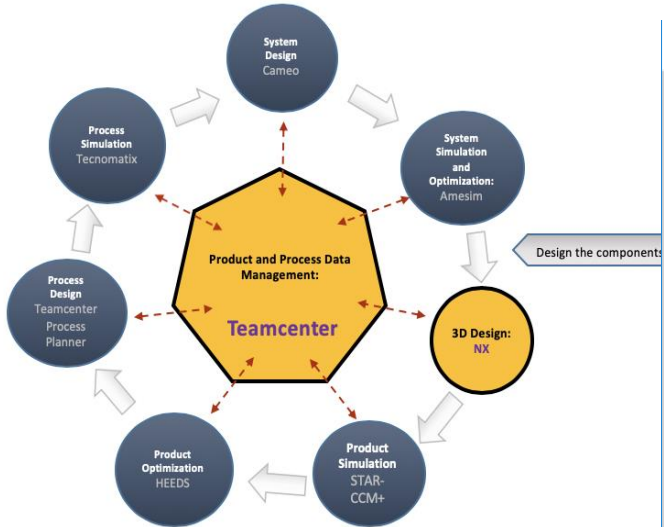 System
Design
Cameo
Process
Simulation
Tecnomatix
System
Simulation
and
Optimization:
Amesim
Product and Process Data
Management:
Teamcenter
Design the components
Process
Design
Teamcenter
Process
Planner
3D Design:
NX
Product
Optimization
HEEDS
Product
Simulation
STAR-
CCM+